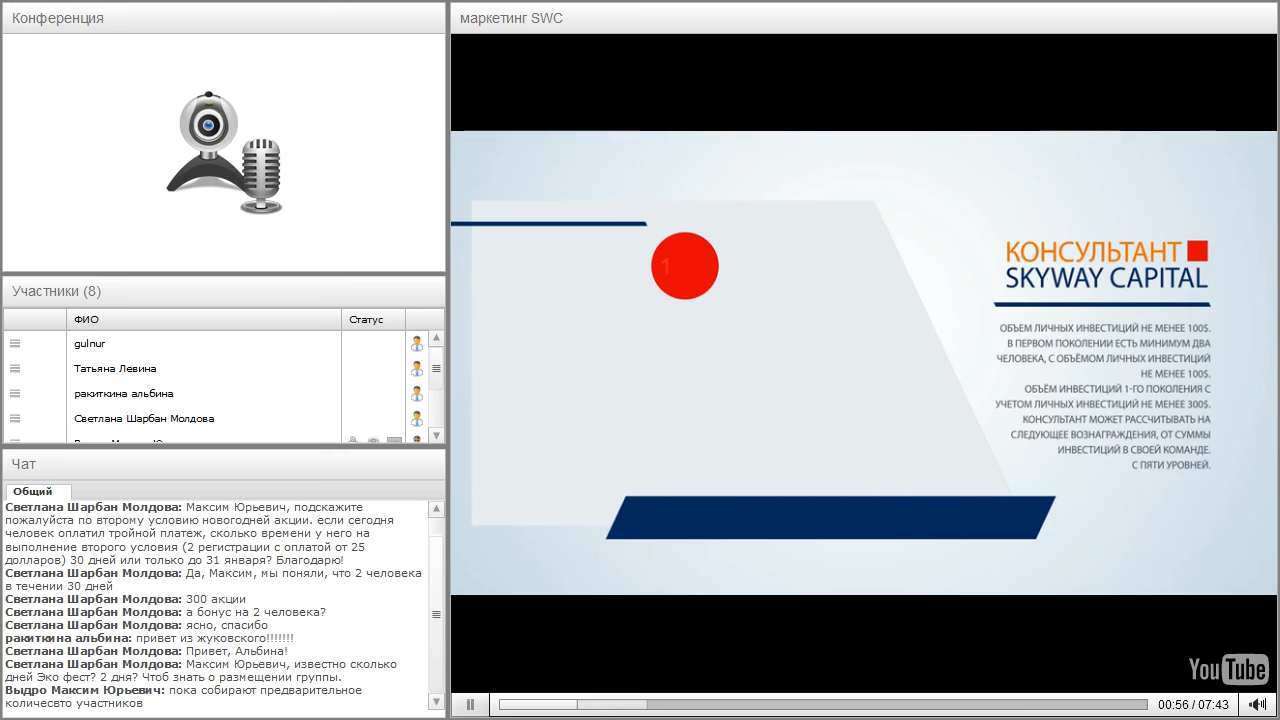 Конференция
маркетинг SWC
Участники (8)
ФИО
Статус
gulnur
Татьяна Левина
ракиткина альбина
Светлана Шарбан Молдова
Чат
Общий
Светлана Шарбан Молдова: Максим Юрьевич, подскажите
пожалуйста по второму условию новогодней акции. если сегодня
человек оплатил тройной платеж, сколько времени у него на
выполнение второго условия (2 регистрации с оплатой от 25
долларов) 30 дней или только до 31 января? Благодарю!
Светлана Шарбан Молдова: Да, Максим, мы поняли, что 2 человека
в течении 30 дней
Светлана Шарбан Молдова: 300 акции
Светлана Шарбан Молдова: а бонус на 2 человека?
Светлана Шарбан Молдова: ясно, спасибо
ракиткина альбина: привет из жуковского!!!!!!!
Светлана Шарбан Молдова: Привет, Альбина!
Светлана Шарбан Молдова: Максим Юрьевич, известно сколько
дней Эко фест? 2 дня? Чтоб знать о размещении группы.
Выдро Максим Юрьевич: пока собирают предварительное
количесвто участников
1
КОНСУЛЬТАНТ
SKYWAY CAPITAL
ОБЪЕМ ЛИЧНЫХ ИНВЕСТИЦИЙ НЕ МЕНЕЕ 100$.
В ПЕРВОМ ПОКОЛЕНИИ ЕСТЬ МИНИМУМ ДВА
ЧЕЛОВЕКА, С ОБЪЁМОМ ЛИЧНЫХ ИНВЕСТИЦИЙ
НЕ МЕНЕЕ 100$.
ОБЪЁМ ИНВЕСТИЦИЙ 1-ГО ПОКОЛЕНИЯ С
УЧЕТОМ ЛИЧНЫХ ИНВЕСТИЦИЙ НЕ МЕНЕЕ 300$.
КОНСУЛЬТАНТ МОЖЕТ РАССЧИТЫВАТЬ НА
СЛЕДУЮЩЕЕ ВОЗНАГРАЖДЕНИЯ, ОТ СУММЫ
ИНВЕСТИЦИЙ В СВОЕЙ КОМАНДЕ.
С ПЯТИ УРОВНЕЙ.
YouTube
00:56 / 07:43